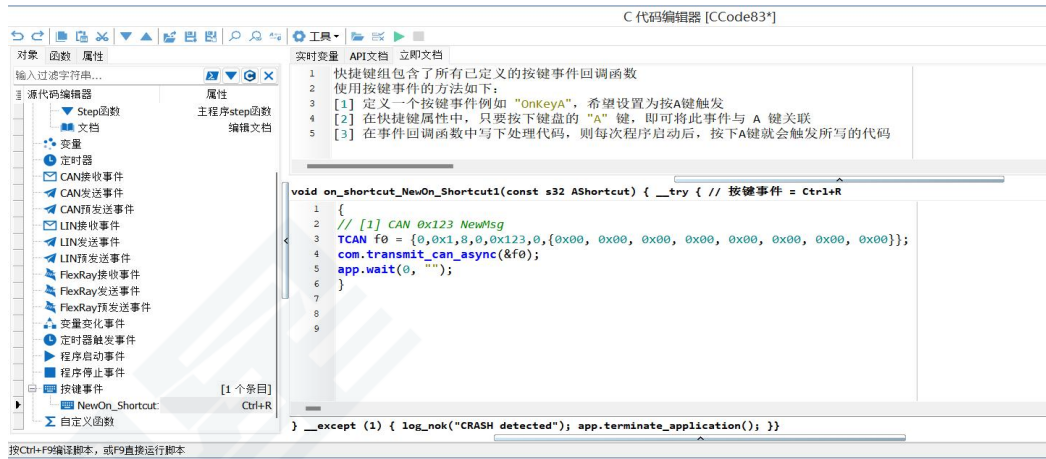 C 代码编辑器 [CCode83*]
工具
对象 函数 属性
实时变量 API文档 立即文档
输入过滤字符串...
源代码编辑器 属性
Step函数 主程序step函数
文档 编辑文档
变量
定时器
CAN接收事件
CAN发送事件
CAN预发送事件
LIN接收事件
LIN发送事件
LIN预发送事件
FlexRay接收事件
FlexRay发送事件
FlexRay预发送事件
变量变化事件
定时器触发事件
程序启动事件
程序停止事件
按键事件 [1 个条目]
NewOn_Shortcut: Ctrl+R
自定义函数
1 快捷键组包含了所有已定义的按键事件回调函数
2 使用按键事件的方法如下:
3 [1] 定义一个按键事件例如 "OnKeyA", 希望设置为按A键触发
4 [2] 在快捷键属性中, 只要按下键盘的 "A" 键, 即可将此事件与 A 键关联
5 [3] 在事件回调函数中写下处理代码, 则每次程序启动后, 按下A键就会触发所写的代码
void on_shortcut_NewOn_Shortcut1(const s32 AShortcut) { __try { // 按键事件 = Ctrl+R
1 {
2 // [1] CAN 0x123 NewMsg
3 TCAN f0 = {0,0x1,8,0,0x123,0,{0x00, 0x00, 0x00, 0x00, 0x00, 0x00, 0x00, 0x00}};
4 com.transmit_can_async(&f0);
5 app.wait(0, "");
6 }
7
8
9
} __except (1) { log_nok("CRASH detected"); app.terminate_application(); }}
按Ctrl+F9编译脚本，或F9直接运行脚本